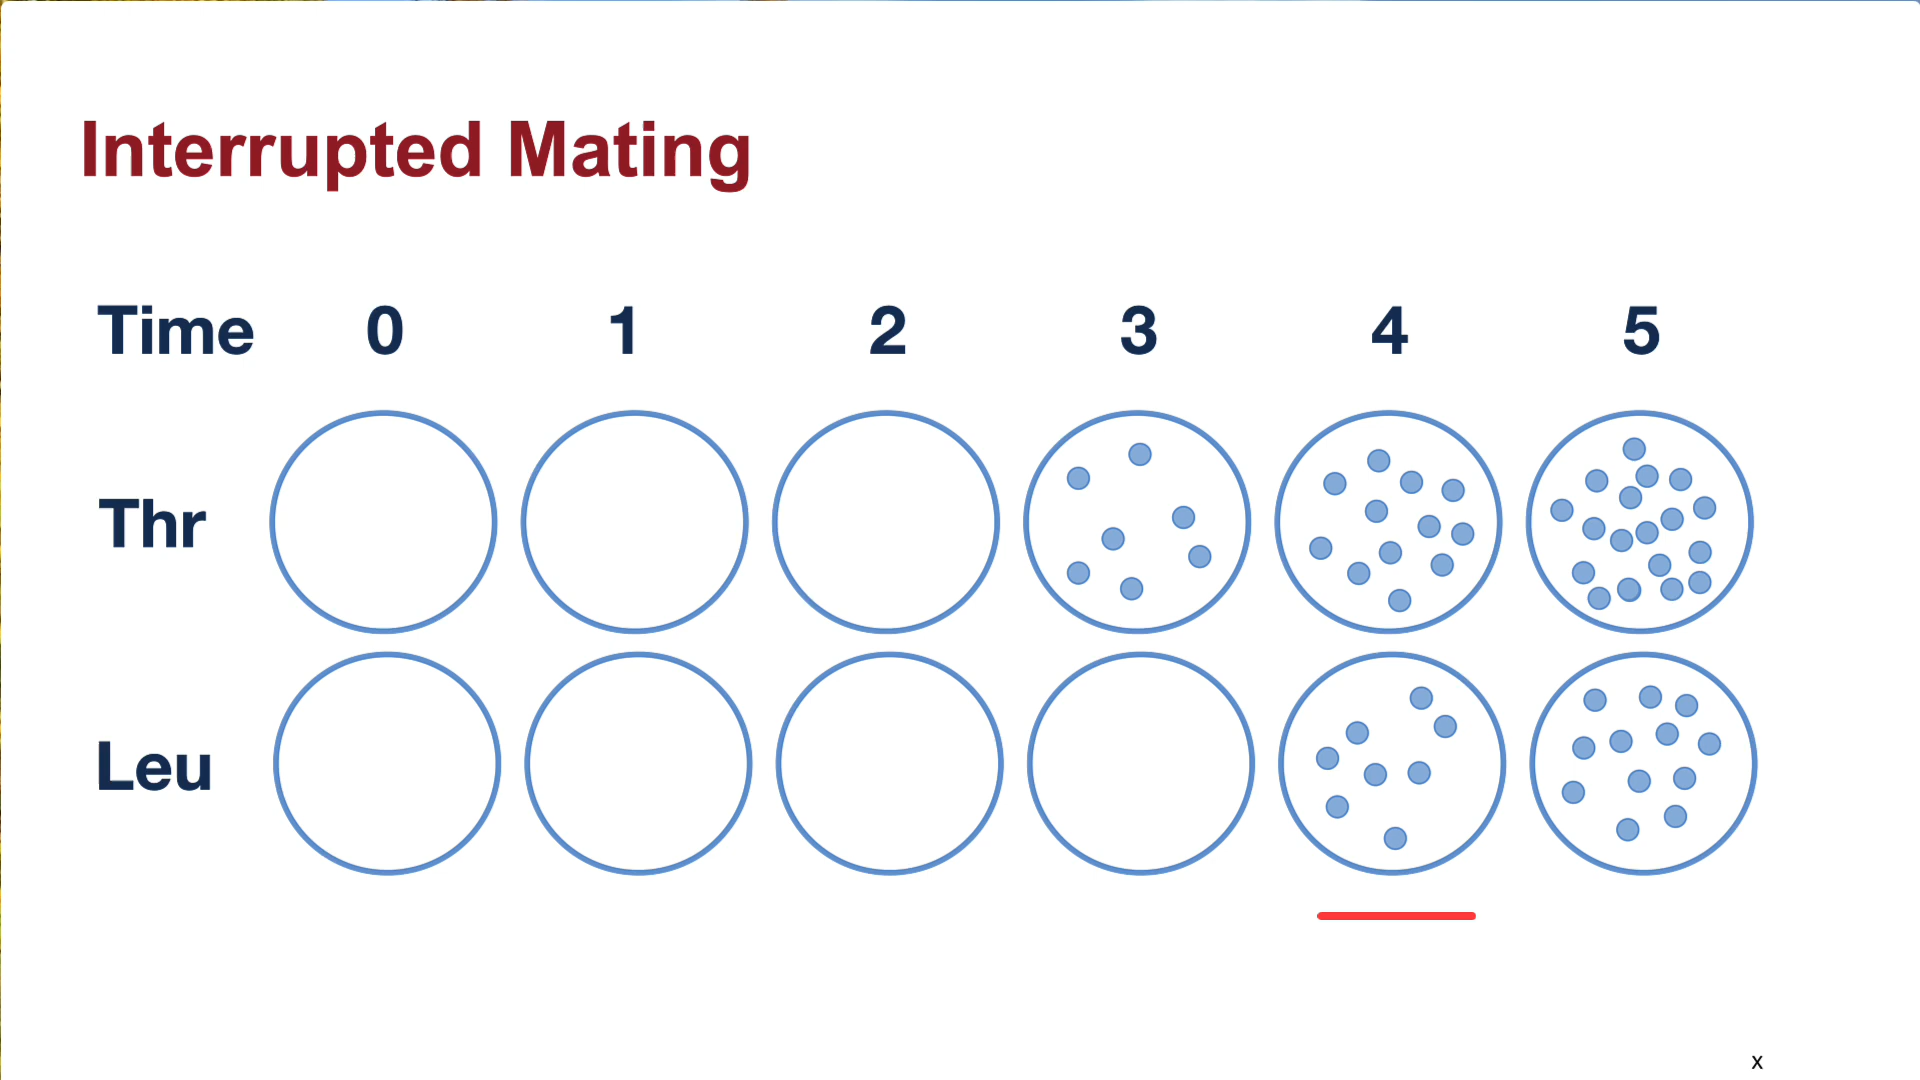 Interrupted Mating
Time 0 1 2 3 4 5
Thr
Leu
x